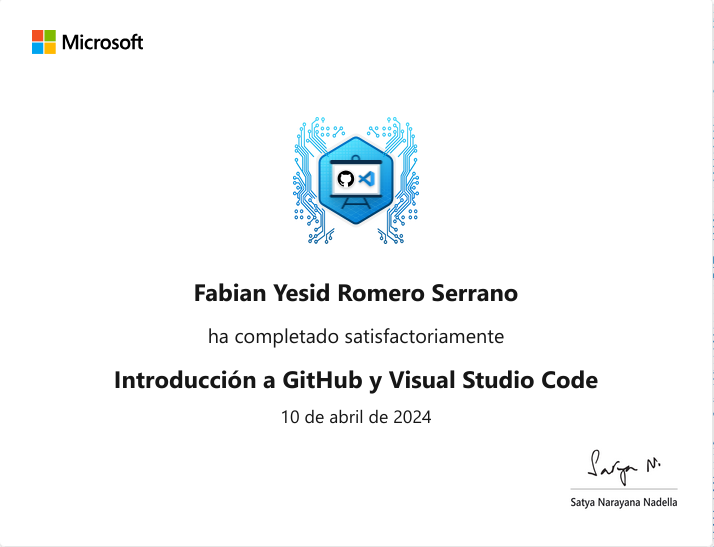 Microsoft
Fabian Yesid Romero Serrano
ha completado satisfactoriamente
Introducción a GitHub y Visual Studio Code
10 de abril de 2024
Satya N.
Satya Narayana Nadella